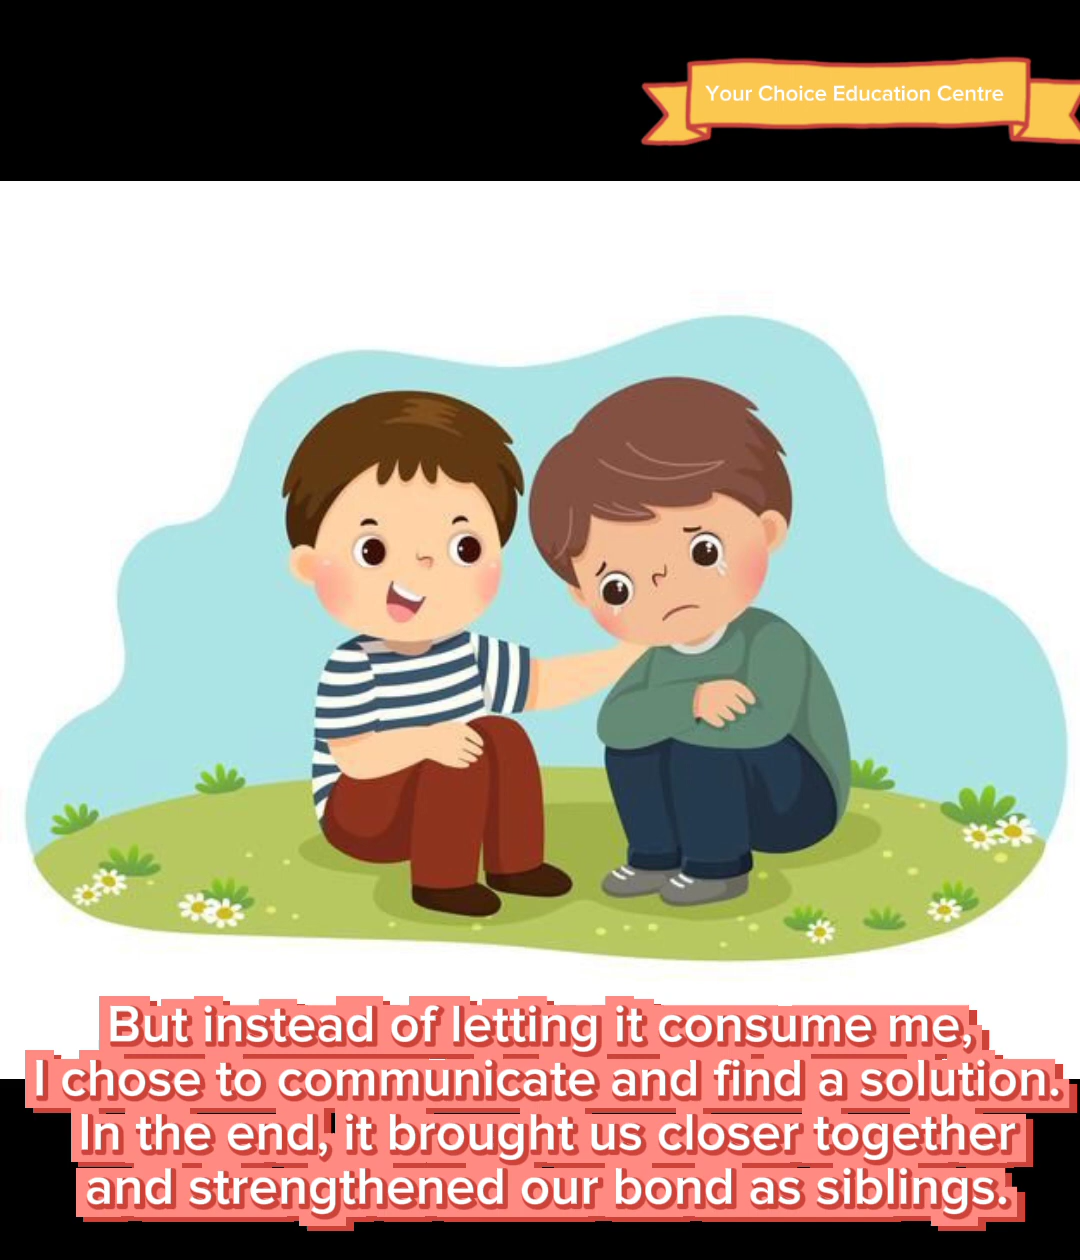 Your Choice Education Centre
But instead of letting it consume me,
I chose to communicate and find a solution.
In the end, it brought us closer together
and strengthened our bond as siblings.